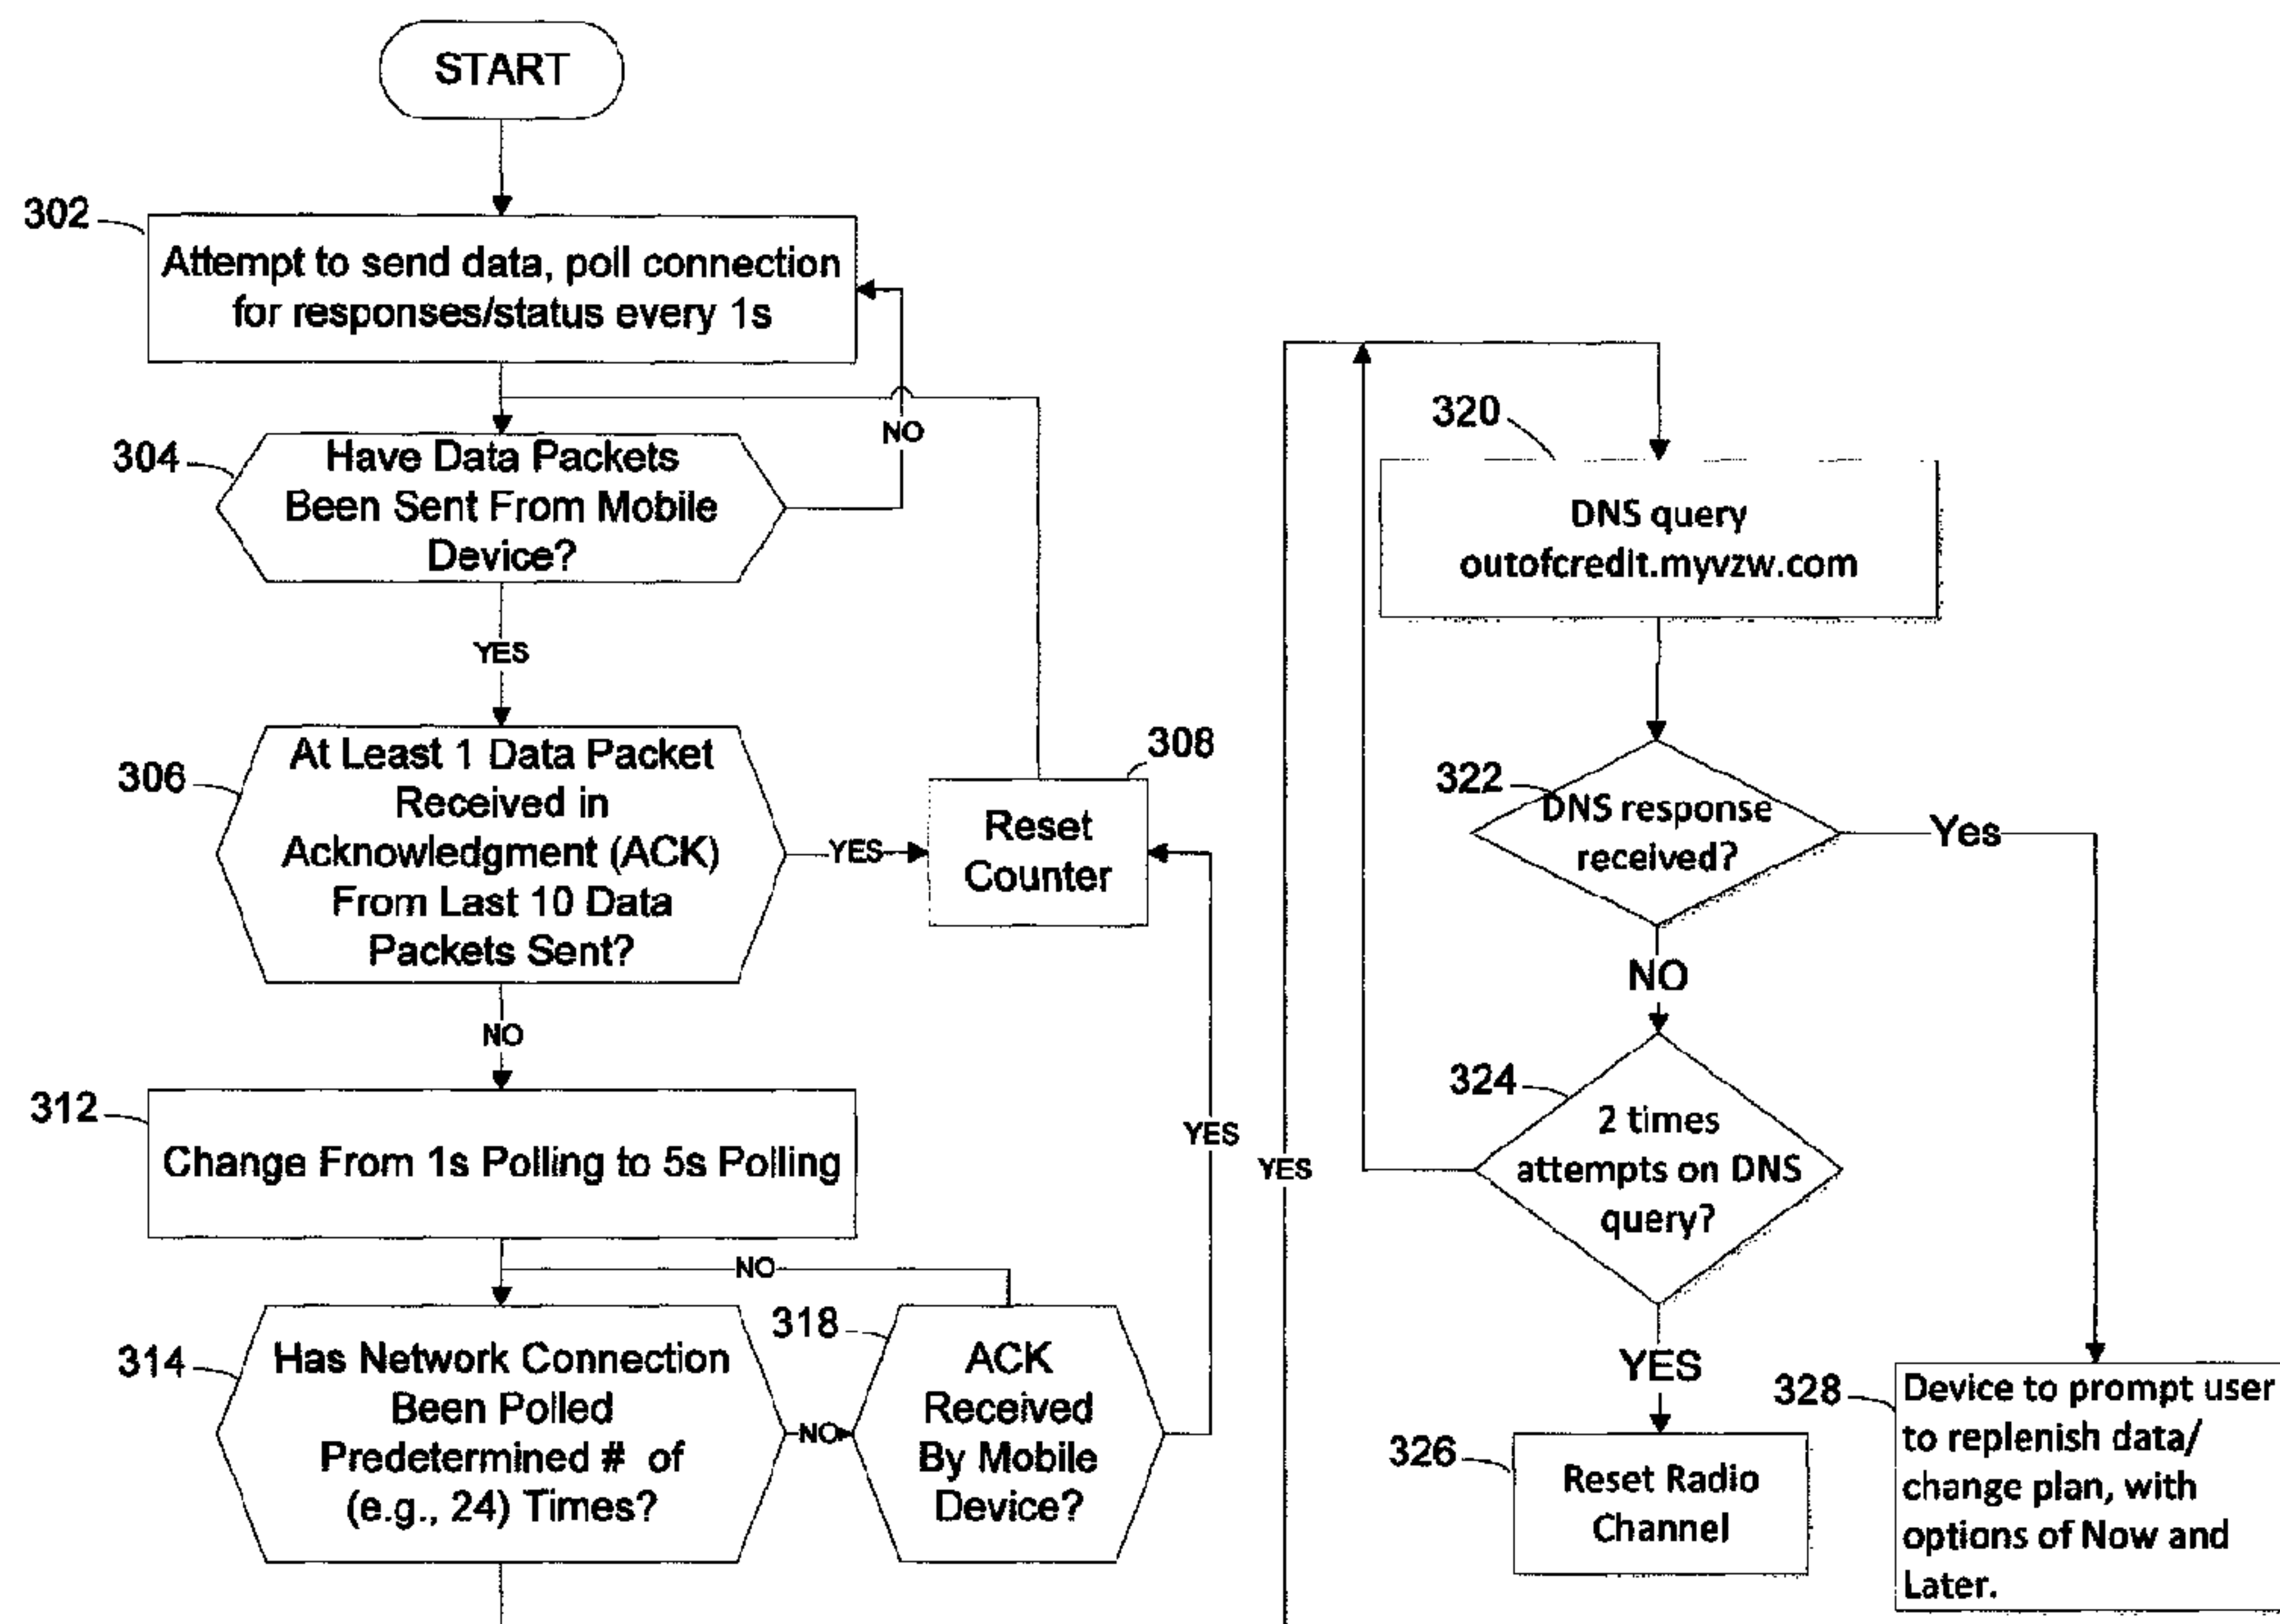 START
302
Attempt to send data, poll connection
for responses/status every 1s
NO
304
Have Data Packets
Been Sent From Mobile
Device?
YES
306
At Least 1 Data Packet
Received in
Acknowledgment (ACK)
From Last 10 Data
Packets Sent?
YES
308
Reset
Counter
NO
312
Change From 1s Polling to 5s Polling
YES
NO
314
Has Network Connection
Been Polled
Predetermined # of
(e.g., 24) Times?
NO
318
ACK
Received
By Mobile
Device?
YES
320
DNS query
outofcredit.myvzw.com
322
DNS response
received?
Yes
NO
324
2 times
attempts on DNS
query?
YES
326
Reset Radio
Channel
328
Device to prompt user
to replenish data/
change plan, with
options of Now and
Later.